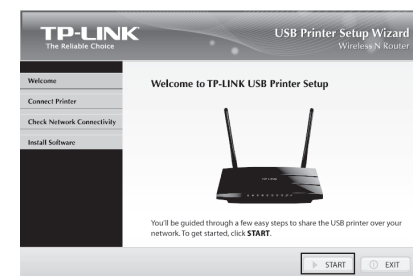 TP-LINK
The Reliable Choice
USB Printer Setup Wizard
Wireless N Router
Welcome
Connect Printer
Check Network Connectivity
Install Software
Welcome to TP-LINK USB Printer Setup
TP-LINK
You'll be guided through a few easy steps to share the USB printer over your
network. To get started, click START.
START
EXIT